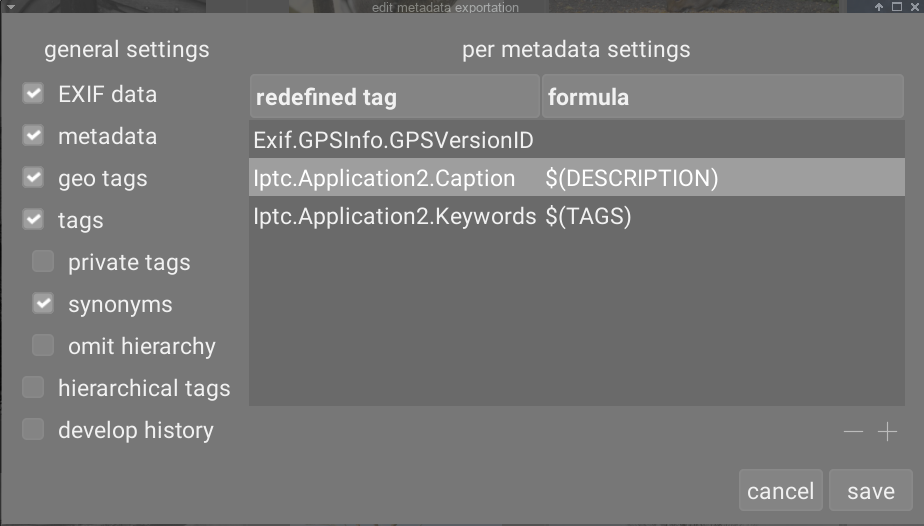 edit metadata exportation
general settings
EXIF data
metadata
geo tags
tags
private tags
synonyms
omit hierarchy
hierarchical tags
develop history
per metadata settings
redefined tag formula
Exif.GPSInfo.GPSVersionID
Iptc.Application2.Caption $(DESCRIPTION)
Iptc.Application2.Keywords $(TAGS)
cancel save